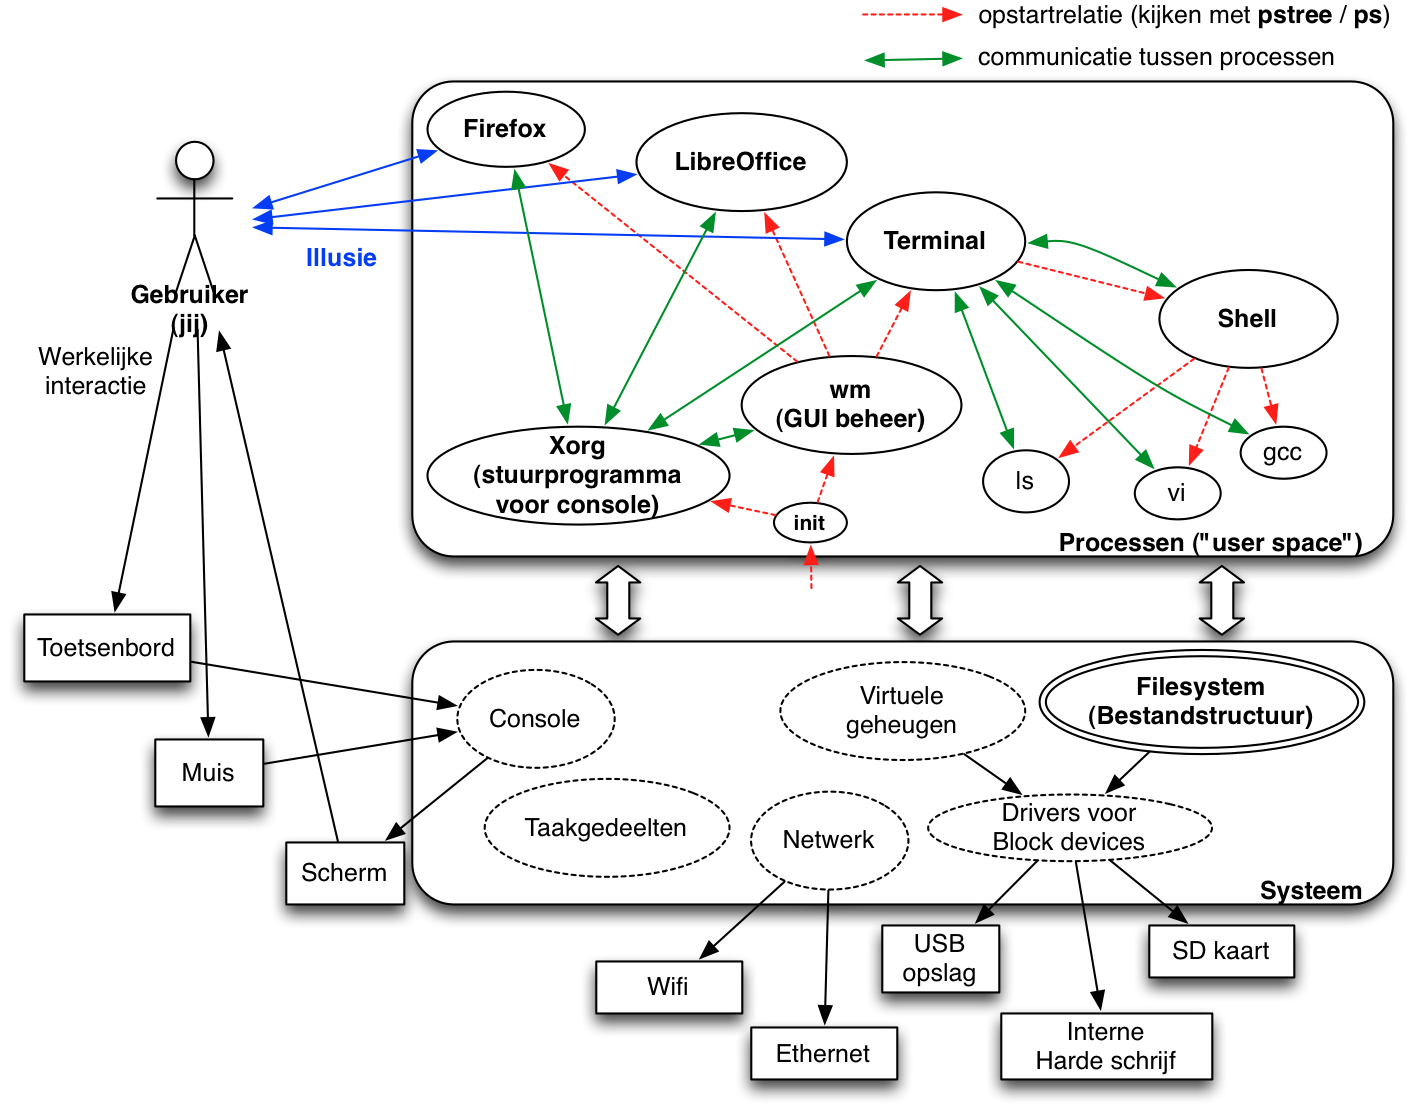 opstartrelatie (kijken met pstree / ps)
communicatie tussen processen
Firefox
LibreOffice
Terminal
Illusie
Gebruiker
(jij)
Shell
Werkelijke
interactie
wm
(GUI beheer)
Xorg
(stuurprogramma
voor console)
gcc
ls
vi
init
Processen ("user space")
Toetsenbord
Console
Virtuele
geheugen
Filesystem
(Bestandstructuur)
Muis
Taakgedeelten
Netwerk
Drivers voor
Block devices
Scherm
Systeem
USB
opslag
SD kaart
Wifi
Interne
Harde schrijf
Ethernet